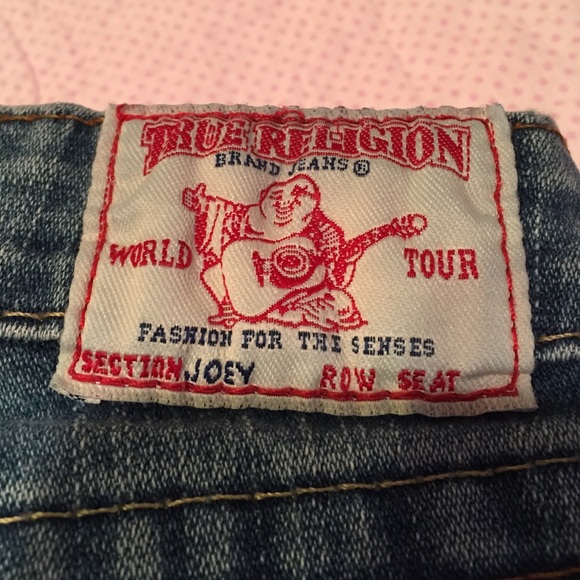 TRUE RELIGION
BRAND JEANS®
WORLD TOUR
FASHION FOR THE SENSES
SECTION JOEY ROW SEAT